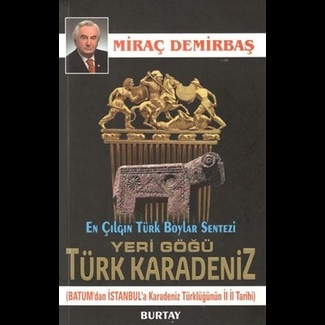 MİRAÇ DEMİRBAŞ
EN ÇILGIN TÜRK BOYLAR SENTEZİ
YERİ GÖĞÜ
TÜRK KARADENİZ
(BATUM'dan İSTANBUL'a Karadeniz Türklüğünün İl İl Tarihi)
BURTAY